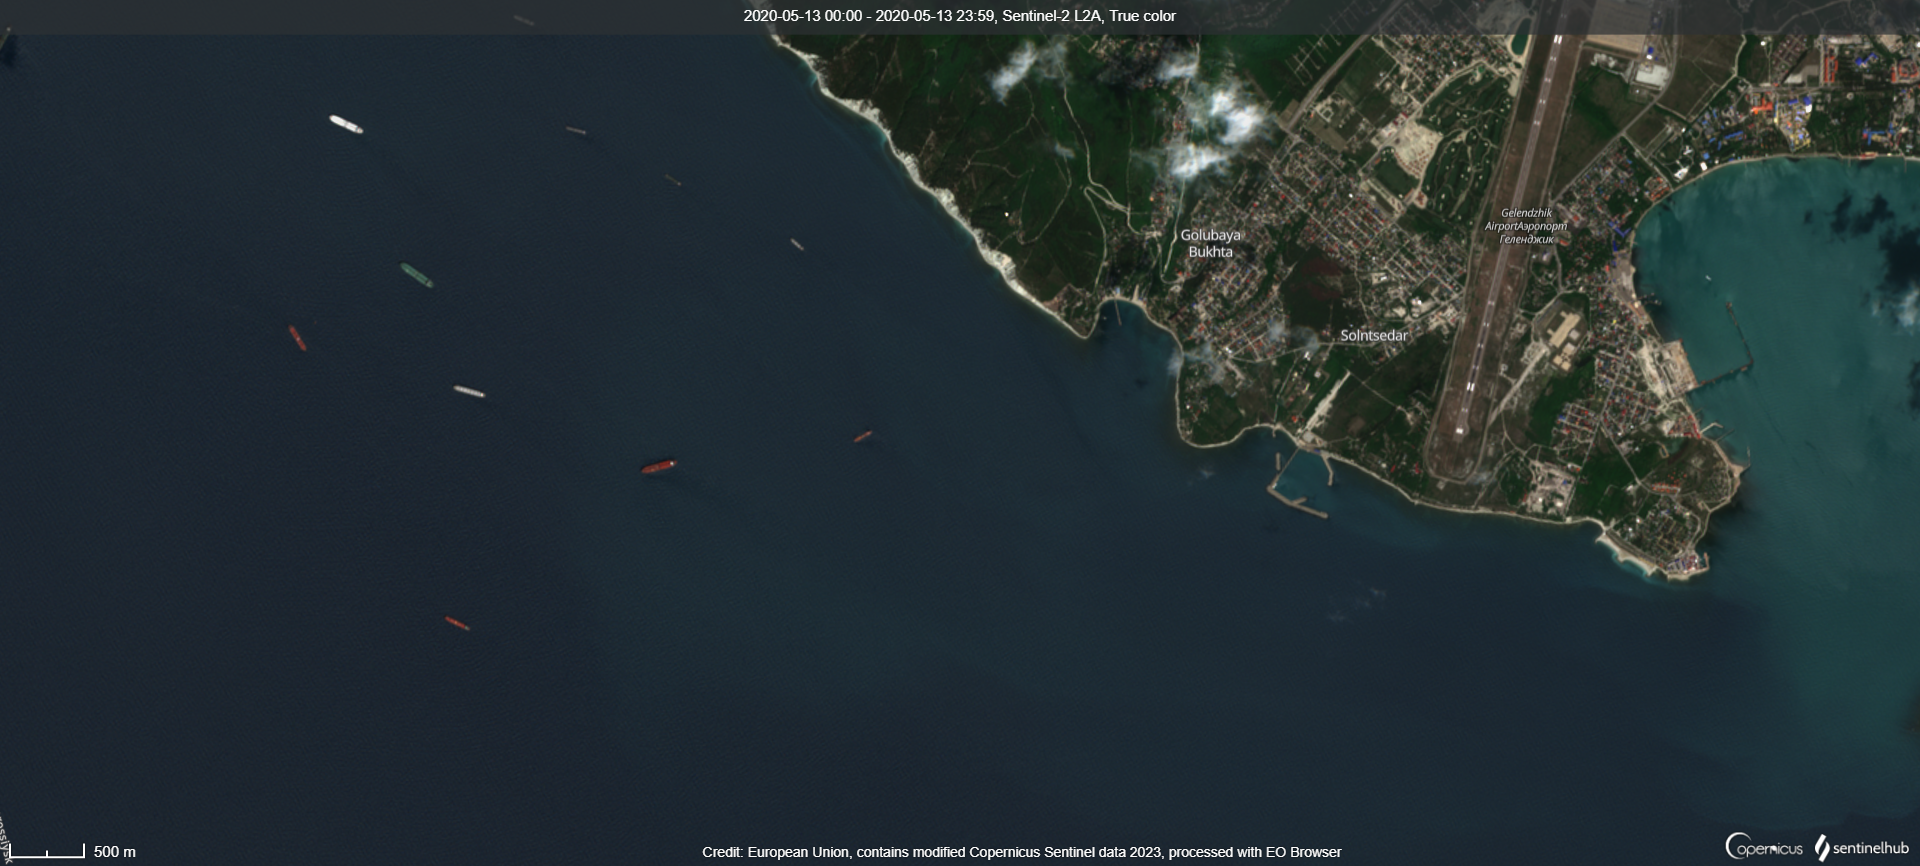 2020-05-13 00:00 - 2020-05-13 23:59, Sentinel-2 L2A, True color
Gelendzhik
AirportАэропорт
Геленджик
Golubaya
Bukhta
Solntsedar
500 m
Credit: European Union, contains modified Copernicus Sentinel data 2023, processed with EO Browser
Copernicus
sentinelhub